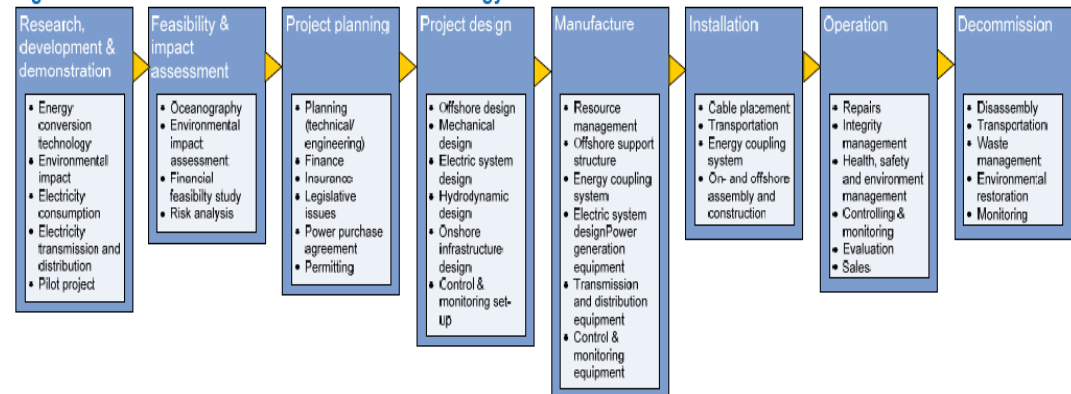 Research,
development &
demonstration
• Energy
conversion
technology
• Environmental
impact
• Electricity
consumption
• Electricity
transmission and
distribution
• Pilot project
Feasibility &
impact
assessment
• Oceanography
• Environmental
impact
assessment
• Financial
feasibilty study
• Risk analysis
Project planning
• Planning
(technical/
engineering)
• Finance
• Insurance
• Legislative
issues
• Power purchase
agreement
• Permitting
Project design
• Offshore design
• Mechanical
design
• Electric system
design
• Hydrodynamic
design
• Onshore
infrastructure
design
• Control &
monitoring set-
up
Manufacture
• Resource
management
• Offshore support
structure
• Energy coupling
system
• Electric system
designPower
generation
equipment
• Transmission
and distribution
equipment
• Control &
monitoring
equipment
Installation
• Cable placement
• Transportation
• Energy coupling
system
• On- and offshore
assembly and
construction
Operation
• Repairs
• Integrity
management
• Health, safety
and environment
management
• Controlling &
monitoring
• Evaluation
• Sales
Decommission
• Disassembly
• Transportation
• Waste
management
• Environmental
restoration
• Monitoring